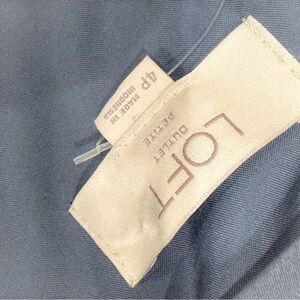 LOFT
OUTLET
PETITE
4P
MADE IN
INDONESIA